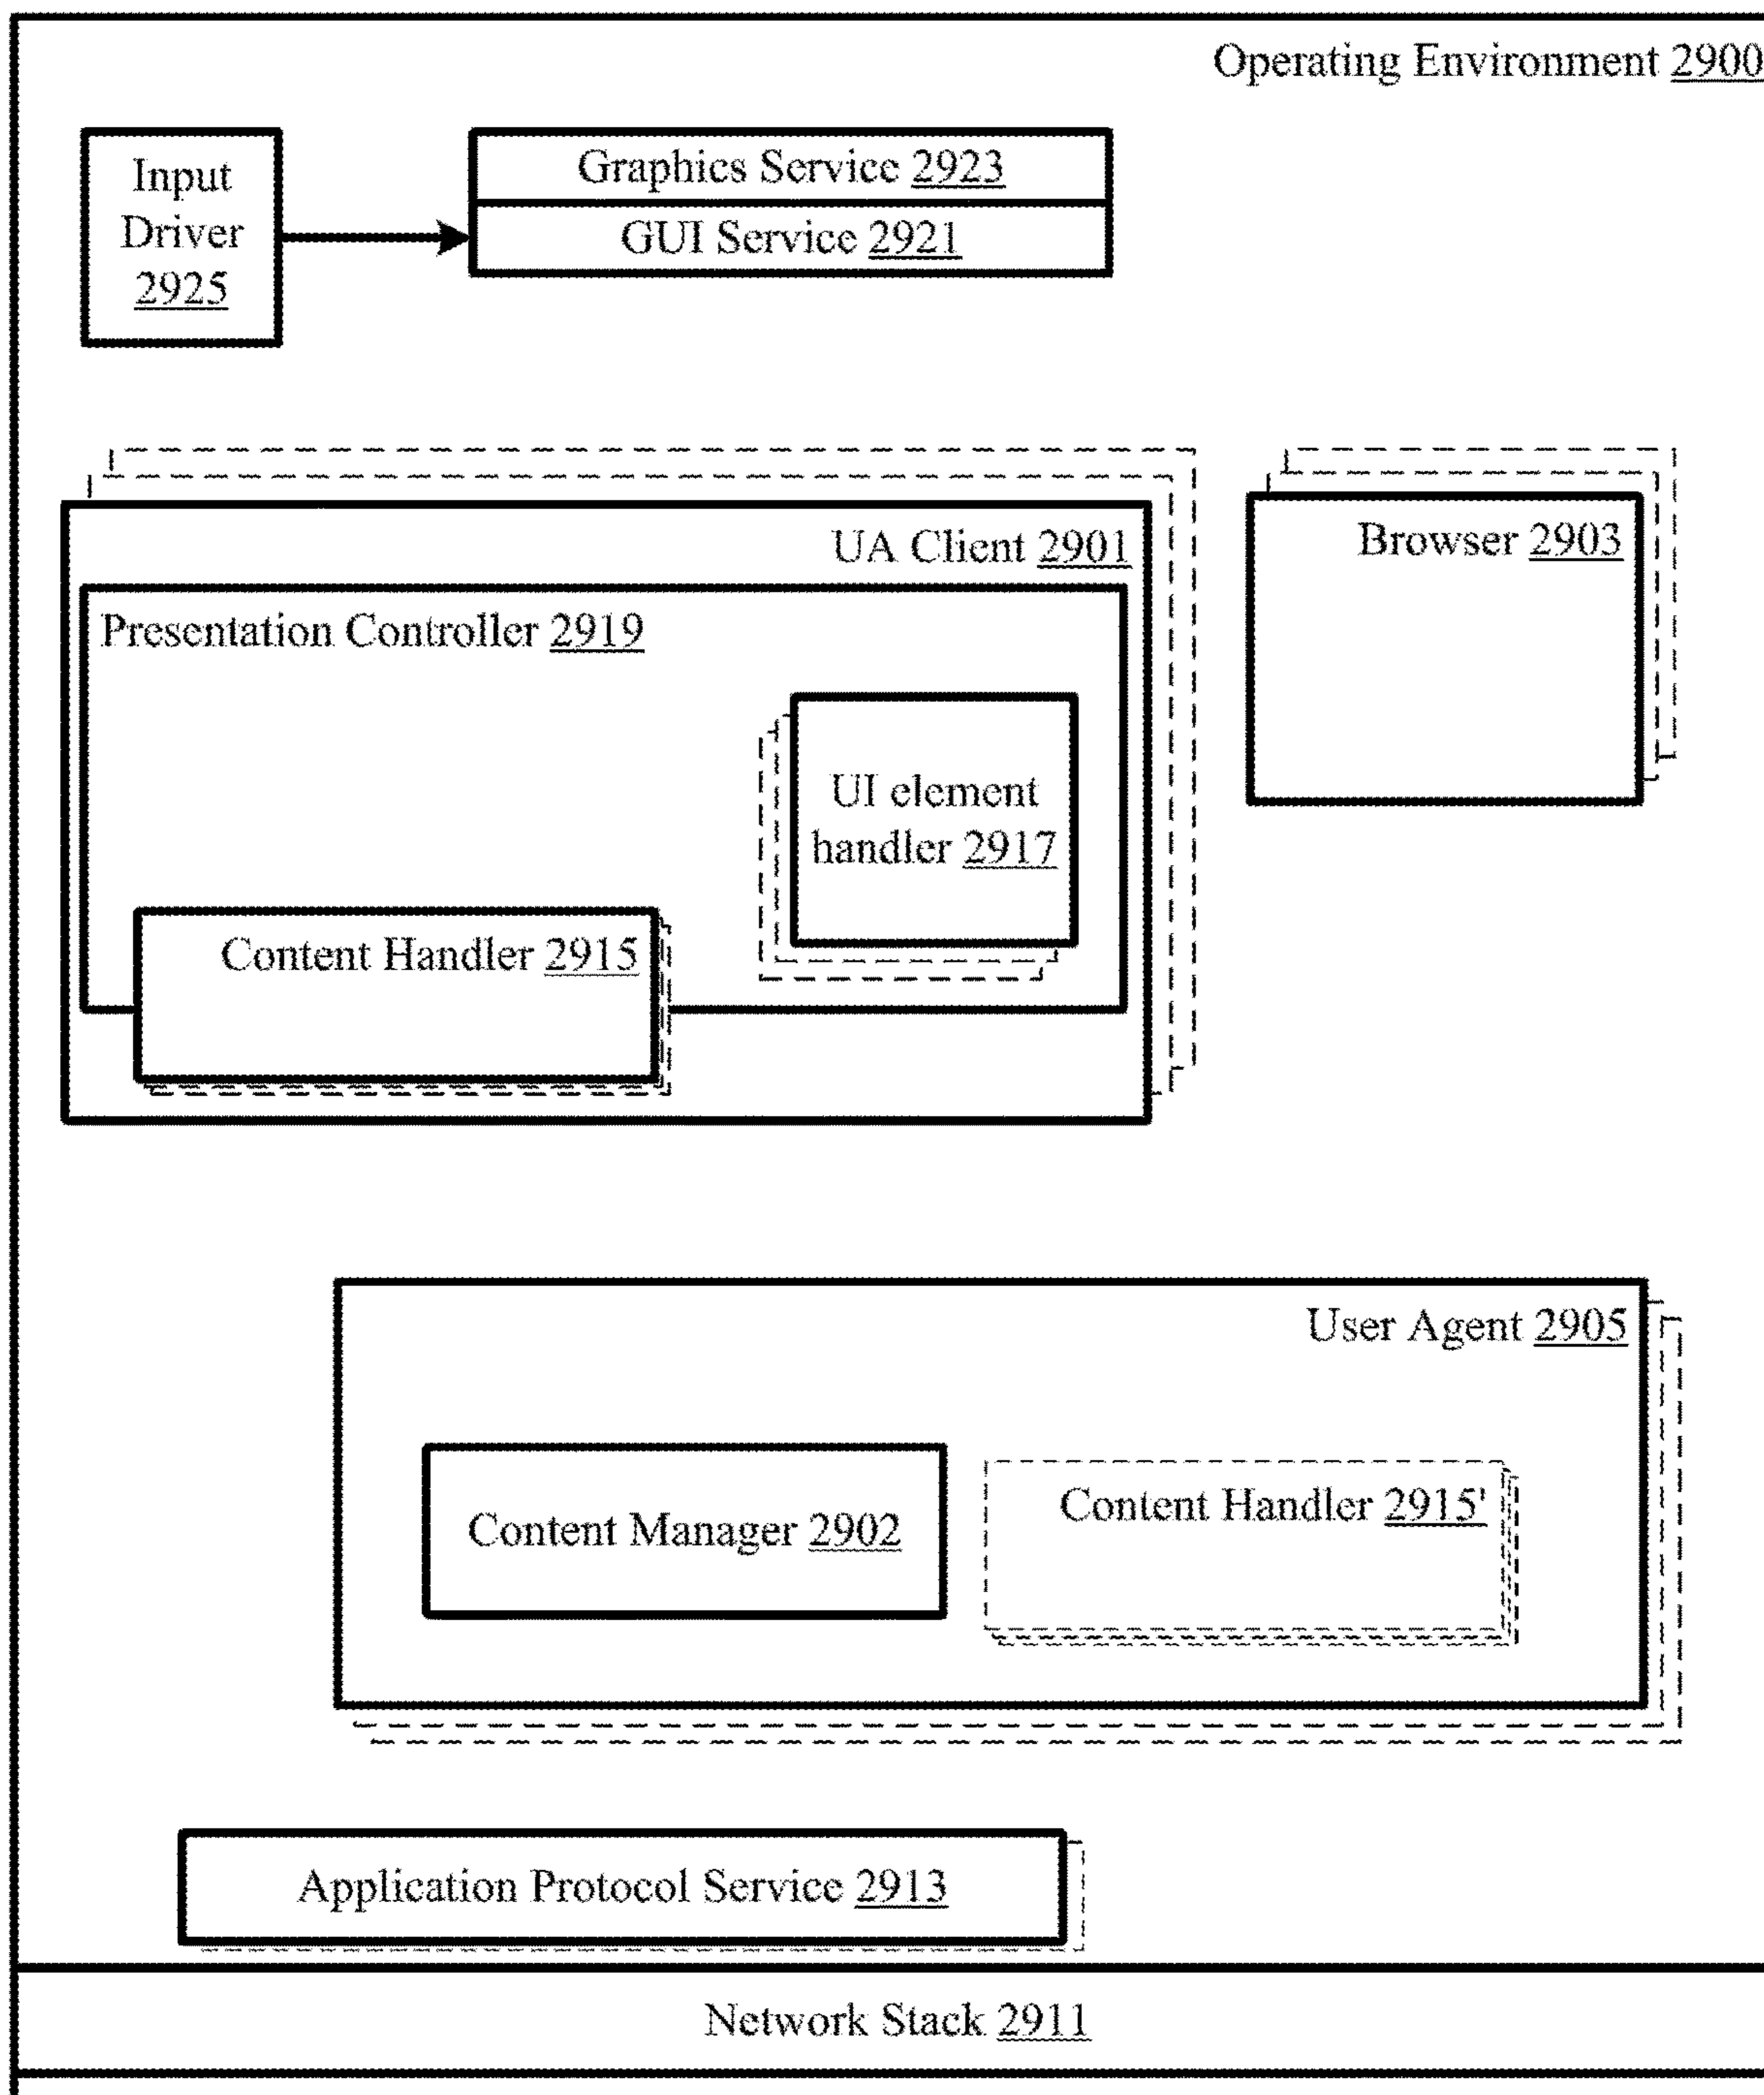 Operating Environment 2900
Input
Driver
2925
Graphics Service 2923
GUI Service 2921
UA Client 2901
Browser 2903
Presentation Controller 2919
UI element
handler 2917
Content Handler 2915
User Agent 2905
Content Manager 2902
Content Handler 2915'
Application Protocol Service 2913
Network Stack 2911